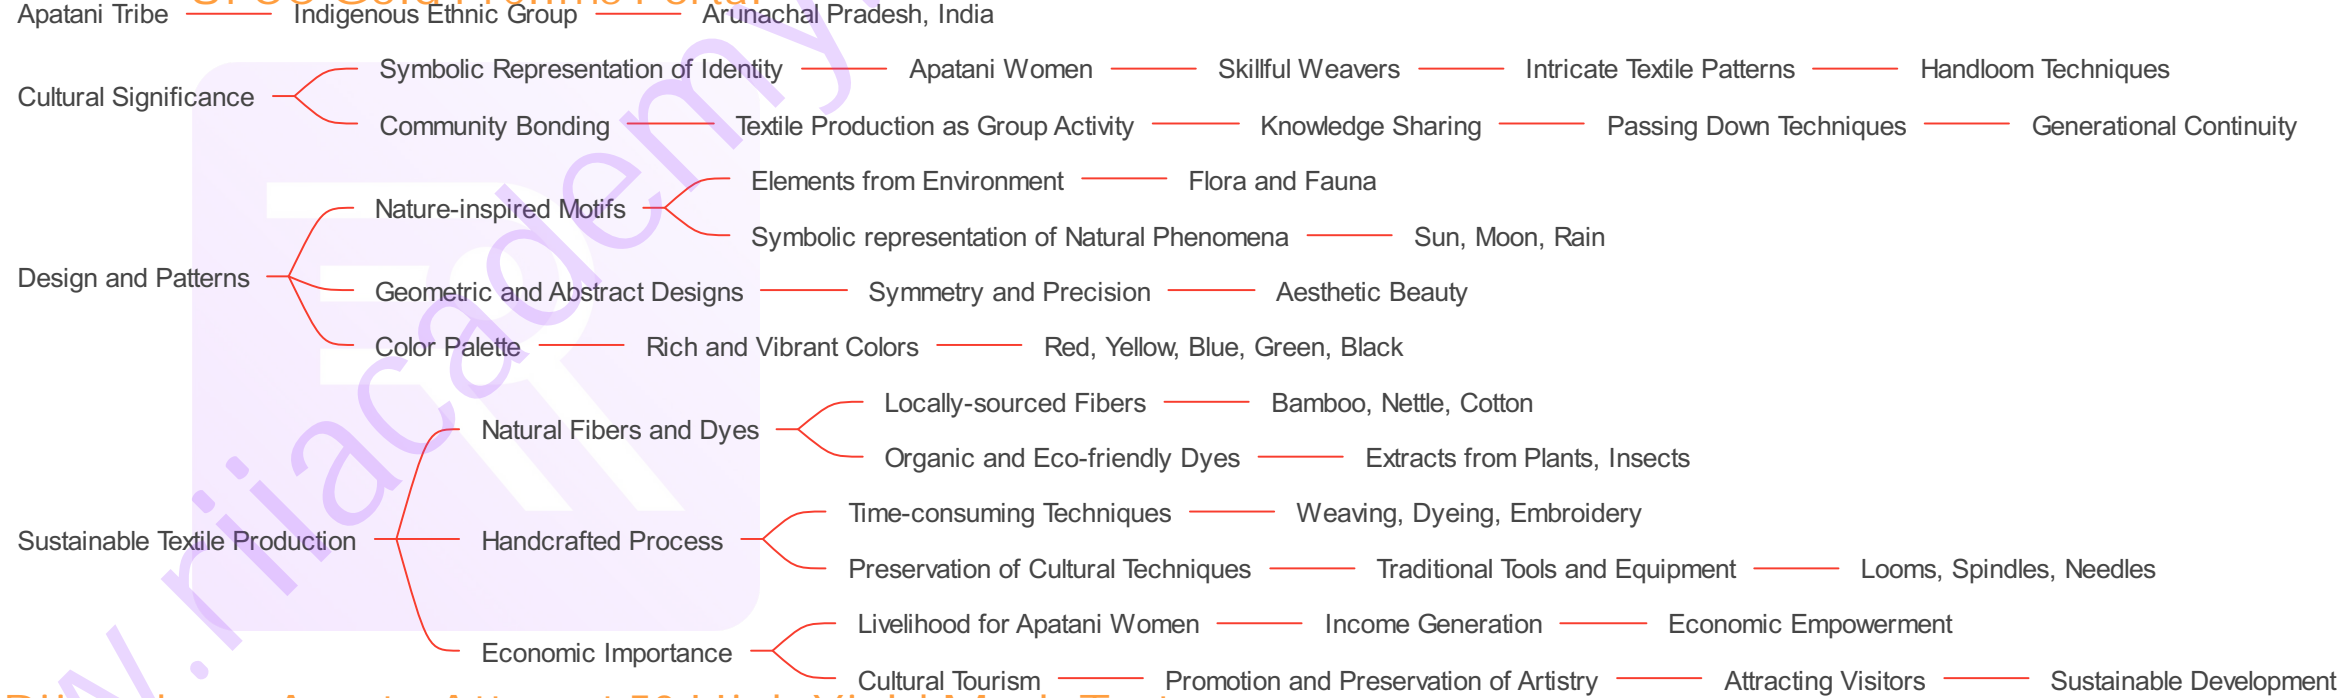 Apatani Tribe Indigenous Ethnic Group Arunachal Pradesh, India
Symbolic Representation of Identity Apatani Women Skillful Weavers Intricate Textile Patterns Handloom Techniques
Cultural Significance
Community Bonding Textile Production as Group Activity Knowledge Sharing Passing Down Techniques Generational Continuity
Elements from Environment Flora and Fauna
Nature-inspired Motifs
Symbolic representation of Natural Phenomena Sun, Moon, Rain
Design and Patterns
Geometric and Abstract Designs Symmetry and Precision Aesthetic Beauty
Color Palette Rich and Vibrant Colors Red, Yellow, Blue, Green, Black
Locally-sourced Fibers Bamboo, Nettle, Cotton
Natural Fibers and Dyes
Organic and Eco-friendly Dyes Extracts from Plants, Insects
Time-consuming Techniques Weaving, Dyeing, Embroidery
Sustainable Textile Production Handcrafted Process
Preservation of Cultural Techniques Traditional Tools and Equipment Looms, Spindles, Needles
Livelihood for Apatani Women Income Generation Economic Empowerment
Economic Importance
Cultural Tourism Promotion and Preservation of Artistry Attracting Visitors Sustainable Development